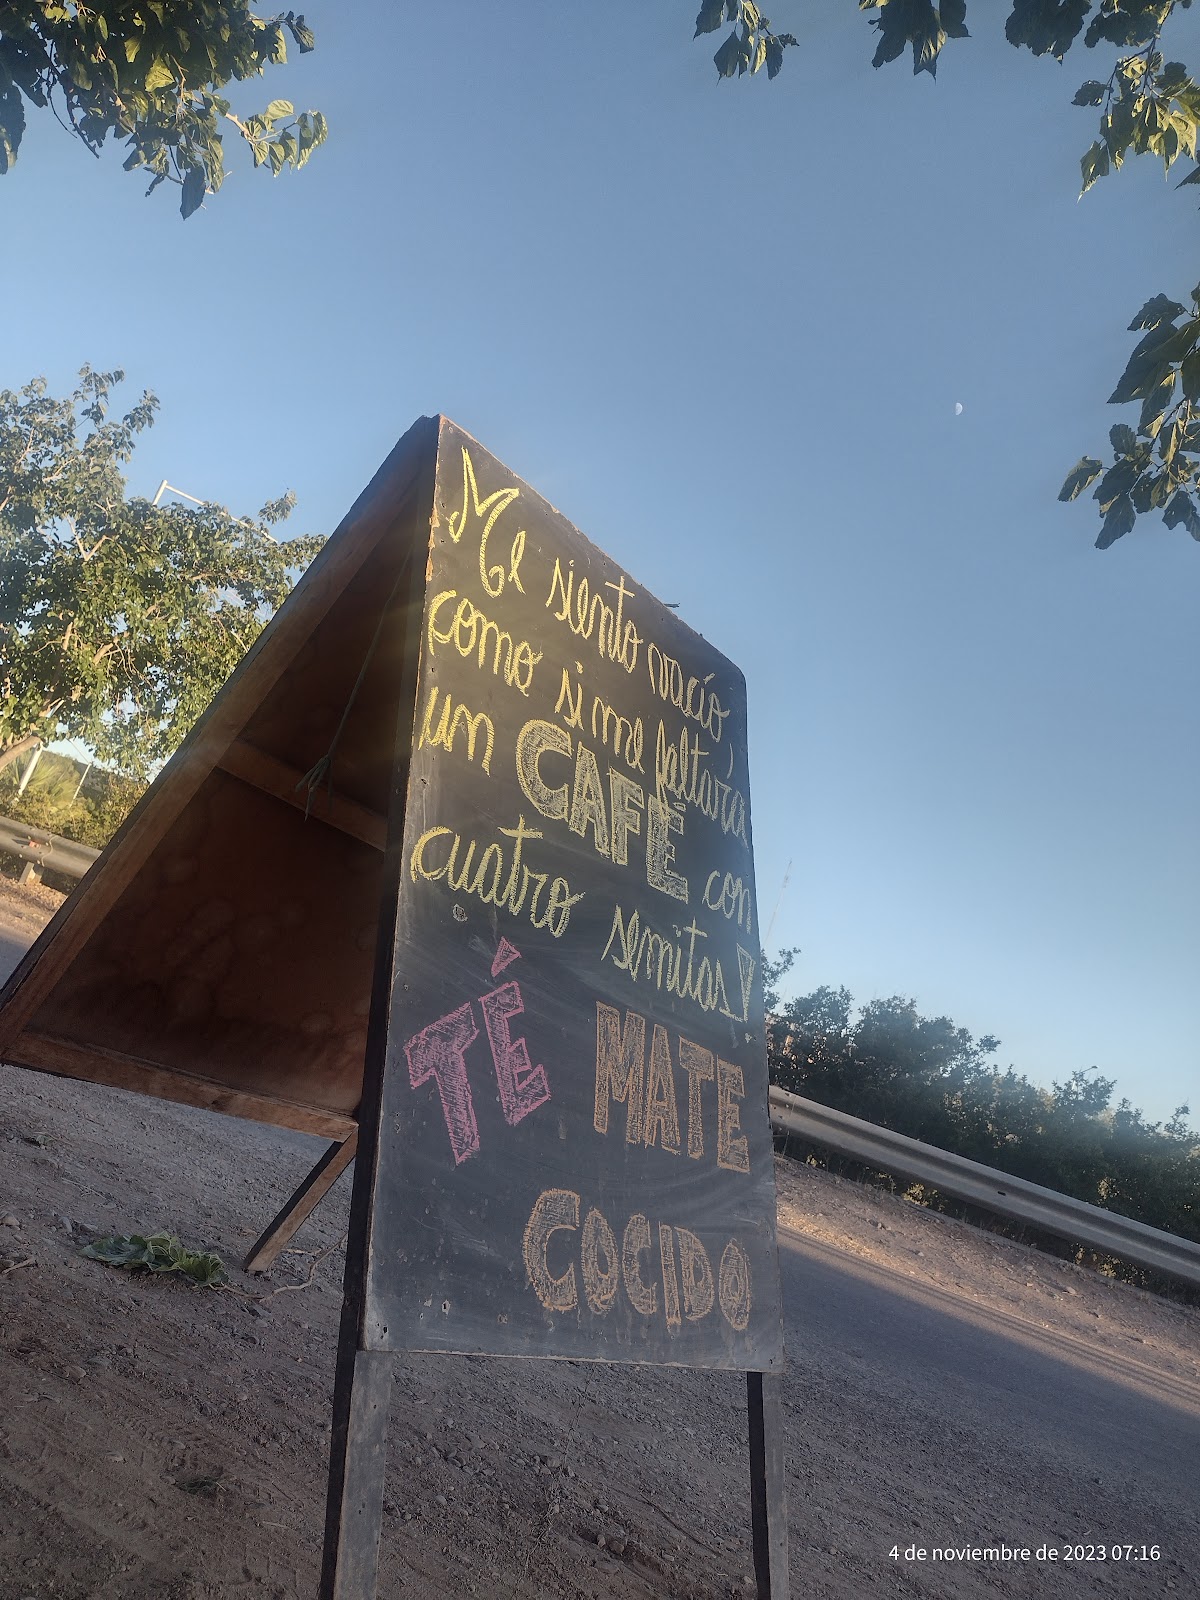 Me siento vacío,
como si me faltara
un CAFÉ con
cuatro semitas!
TÉ MATE
COCIDO
4 de noviembre de 2023 07:16